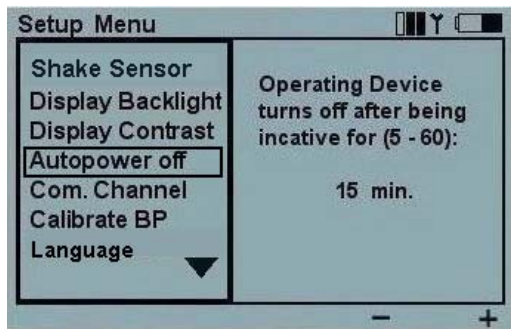 Setup Menu
Shake Sensor
Display Backlight
Display Contrast
Autopower off
Com. Channel
Calibrate BP
Language
Operating Device
turns off after being
incative for (5 - 60):
15 min.
- +